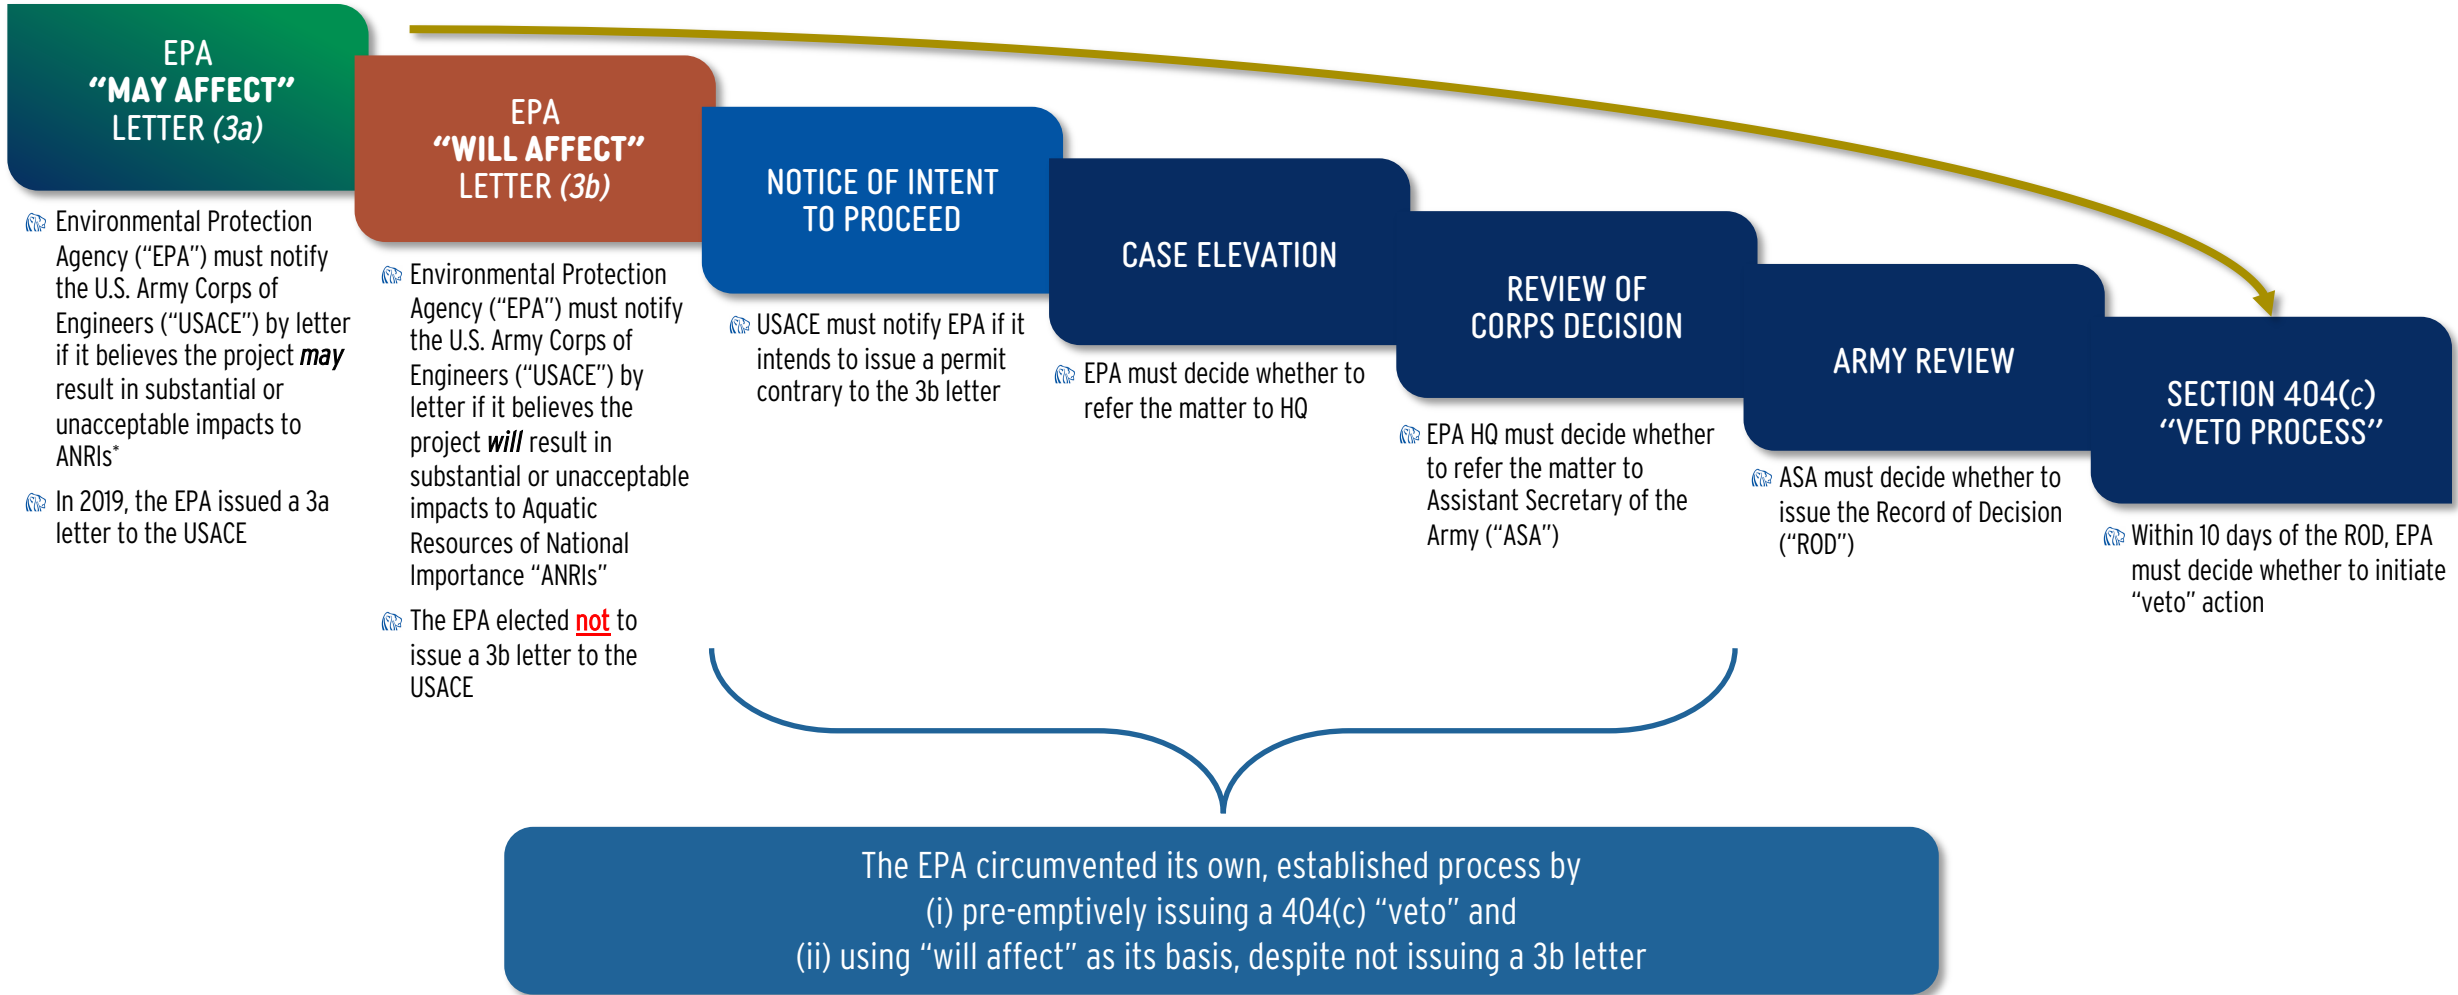 EPA
“MAY AFFECT”
LETTER (3a)
Environmental Protection
Agency (“EPA”) must notify
the U.S. Army Corps of
Engineers (“USACE”) by letter
if it believes the project may
result in substantial or
unacceptable impacts to
ANRIs*
In 2019, the EPA issued a 3a
letter to the USACE
EPA
“WILL AFFECT”
LETTER (3b)
Environmental Protection
Agency (“EPA”) must notify
the U.S. Army Corps of
Engineers (“USACE”) by
letter if it believes the
project will result in
substantial or unacceptable
impacts to Aquatic
Resources of National
Importance “ANRIs”
The EPA elected not to
issue a 3b letter to the
USACE
NOTICE OF INTENT
TO PROCEED
USACE must notify EPA if it
intends to issue a permit
contrary to the 3b letter
CASE ELEVATION
EPA must decide whether to
refer the matter to HQ
REVIEW OF
CORPS DECISION
EPA HQ must decide whether
to refer the matter to
Assistant Secretary of the
Army (“ASA”)
ARMY REVIEW
ASA must decide whether to
issue the Record of Decision
(“ROD”)
SECTION 404(c)
“VETO PROCESS”
Within 10 days of the ROD, EPA
must decide whether to initiate
“veto” action
The EPA circumvented its own, established process by
(i) pre-emptively issuing a 404(c) “veto” and
(ii) using “will affect” as its basis, despite not issuing a 3b letter